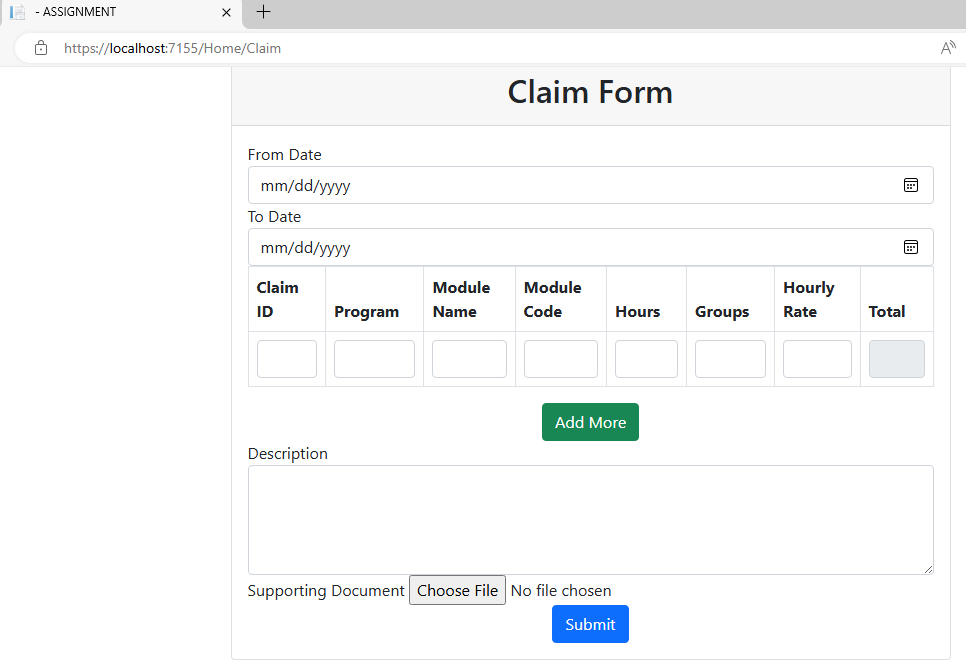 - ASSIGNMENT
https://localhost:7155/Home/Claim
Claim Form
From Date
mm/dd/yyyy
To Date
mm/dd/yyyy
Claim ID
Program
Module Name
Module Code
Hours
Groups
Hourly Rate
Total
Add More
Description
Supporting Document Choose File No file chosen
Submit